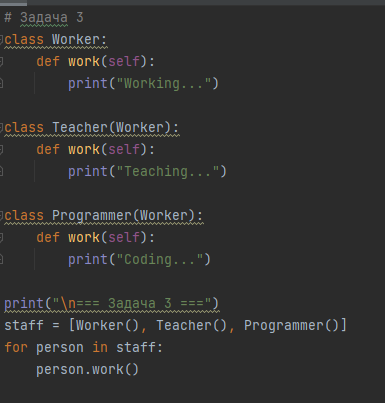 # Задача 3
class Worker:
    def work(self):
        print("Working...")
class Teacher(Worker):
    def work(self):
        print("Teaching...")
class Programmer(Worker):
    def work(self):
        print("Coding...")
print("\n=== Задача 3 ===")
staff = [Worker(), Teacher(), Programmer()]
for person in staff:
    person.work()